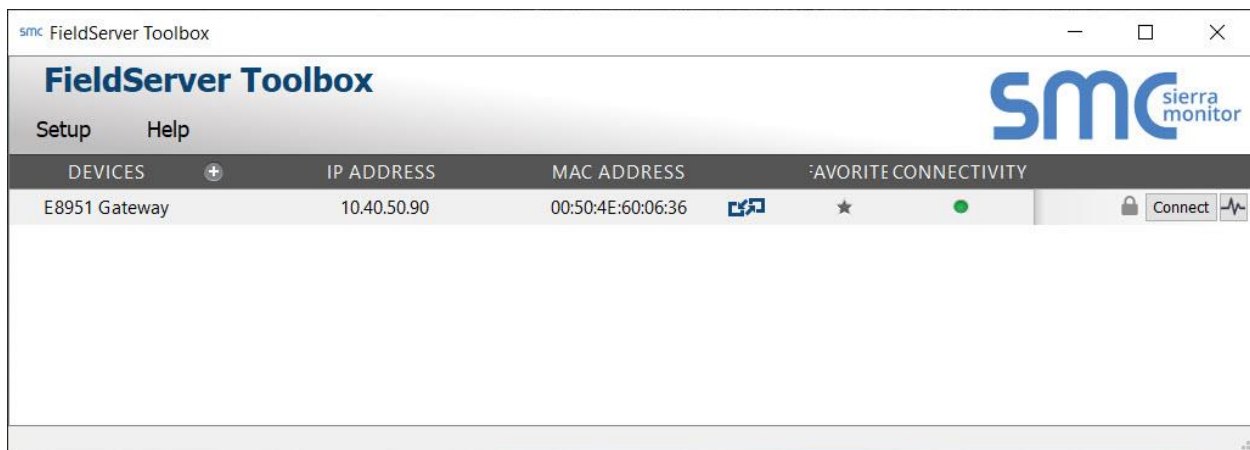 smc FieldServer Toolbox
FieldServer Toolbox
smc sierra monitor
Setup Help
DEVICES IP ADDRESS MAC ADDRESS FAVORITE CONNECTIVITY
E8951 Gateway 10.40.50.90 00:50:4E:60:06:36 Connect